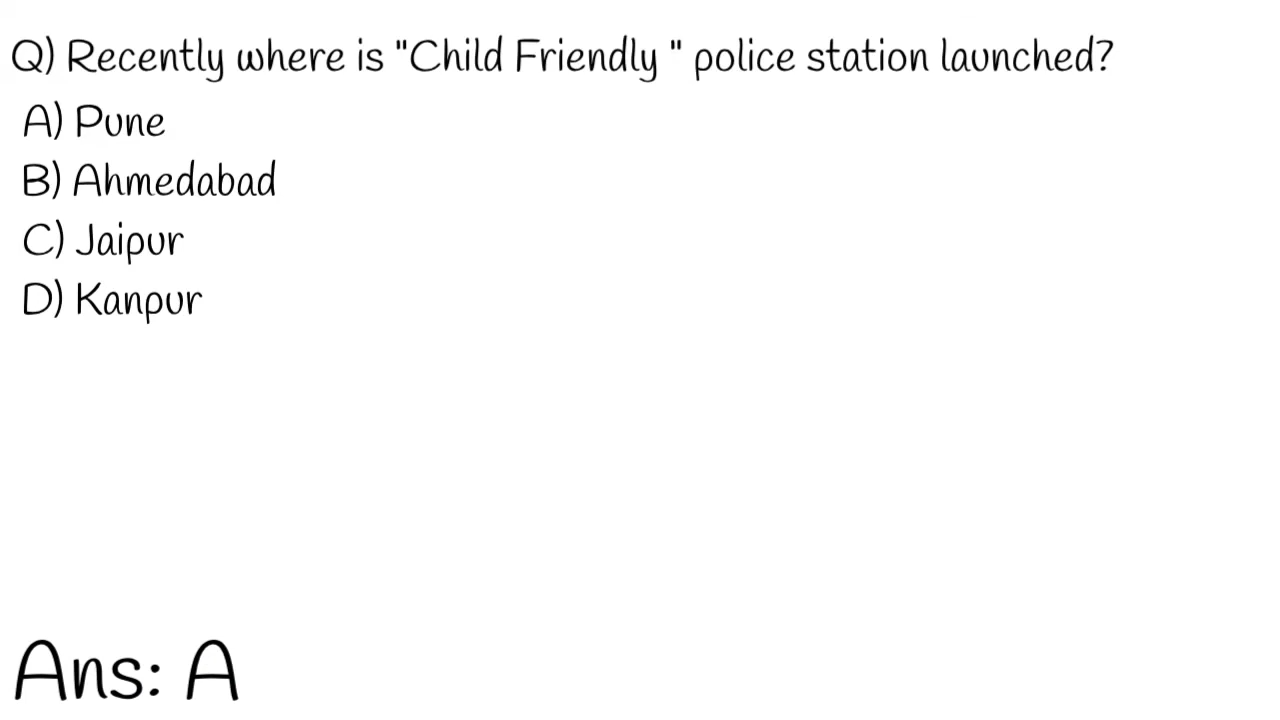 Q) Recently where is "Child Friendly " police station launched?
A) Pune
B) Ahmedabad
C) Jaipur
D) Kanpur
Ans: A